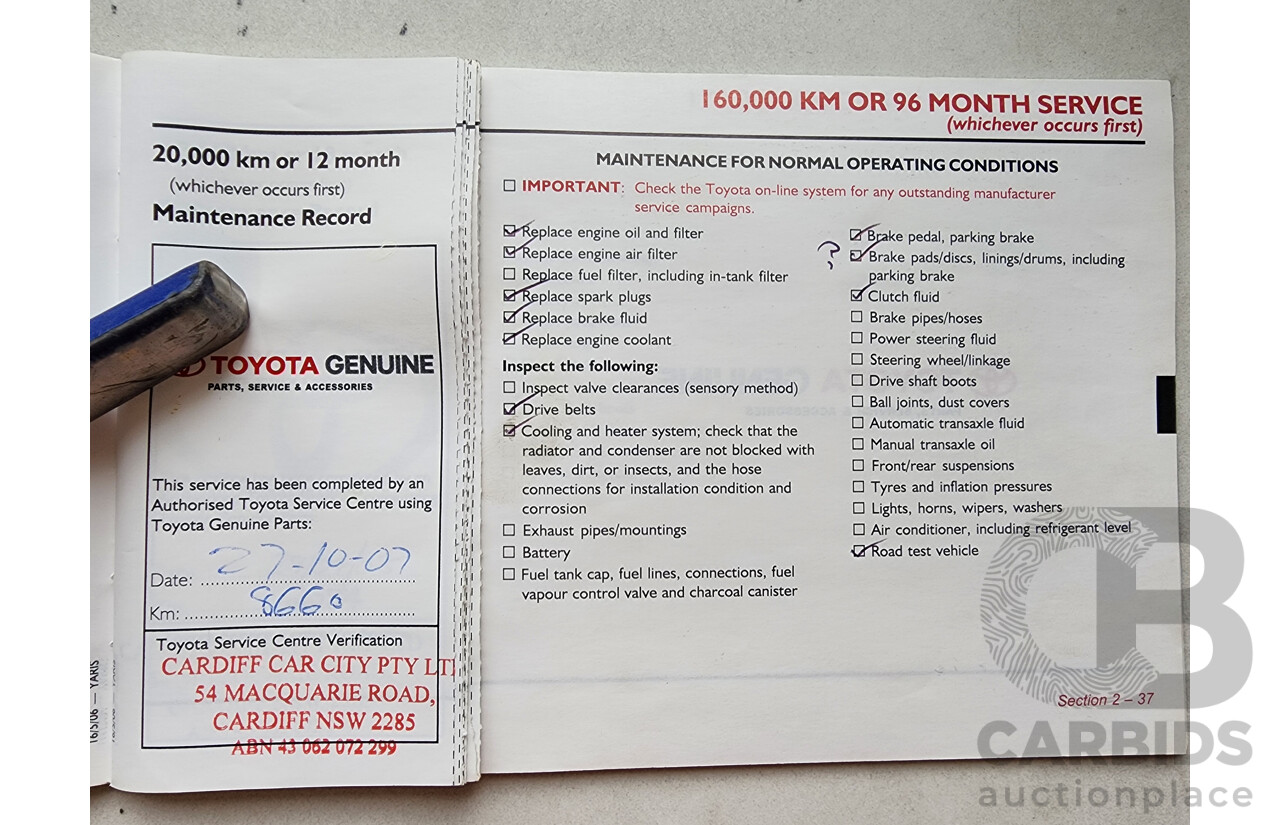 20,000 km or 12 month
(whichever occurs first)
Maintenance Record
TOYOTA GENUINE
PARTS, SERVICE & ACCESSORIES
This service has been completed by an
Authorised Toyota Service Centre using
Toyota Genuine Parts:
Date: 27-10-07
Km: 8660
Toyota Service Centre Verification
CARDIFF CAR CITY PTY LT
54 MACQUARIE ROAD,
CARDIFF NSW 2285
ABN 43 062 072 299
16/5/06 — YARIS
160,000 KM OR 96 MONTH SERVICE
(whichever occurs first)
MAINTENANCE FOR NORMAL OPERATING CONDITIONS
IMPORTANT: Check the Toyota on-line system for any outstanding manufacturer
service campaigns.
Replace engine oil and filter
Replace engine air filter
Replace fuel filter, including in-tank filter
Replace spark plugs
Replace brake fluid
Replace engine coolant
Inspect the following:
Inspect valve clearances (sensory method)
Drive belts
Cooling and heater system; check that the
radiator and condenser are not blocked with
leaves, dirt, or insects, and the hose
connections for installation condition and
corrosion
Exhaust pipes/mountings
Battery
Fuel tank cap, fuel lines, connections, fuel
vapour control valve and charcoal canister
Brake pedal, parking brake
? Brake pads/discs, linings/drums, including
parking brake
Clutch fluid
Brake pipes/hoses
Power steering fluid
Steering wheel/linkage
Drive shaft boots
Ball joints, dust covers
Automatic transaxle fluid
Manual transaxle oil
Front/rear suspensions
Tyres and inflation pressures
Lights, horns, wipers, washers
Air conditioner, including refrigerant level
Road test vehicle
Section 2 – 37
CB
CARBIDS
auctionplace